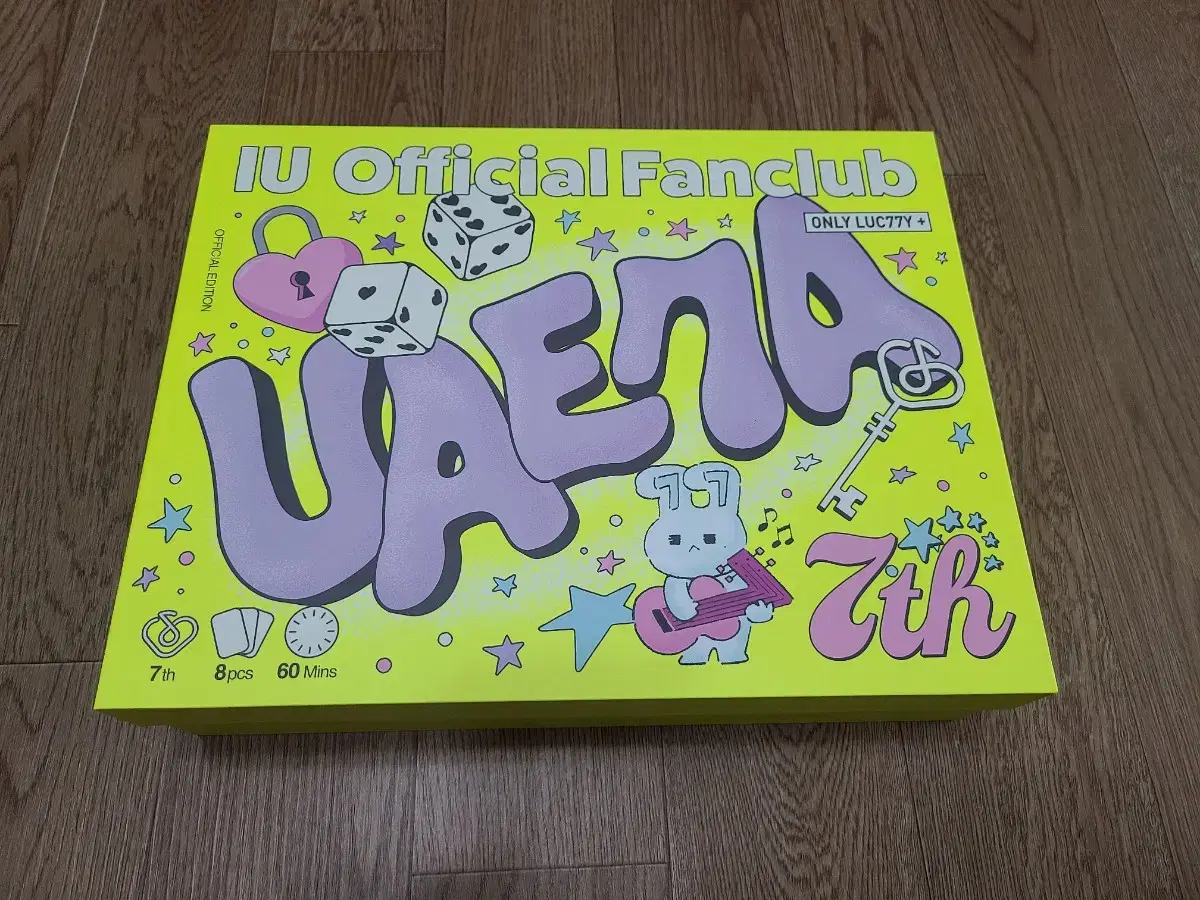 IU Official Fanclub
ONLY LUC77Y +
OFFICIAL EDITION
UAEnA
7th
7th
8pcs
60 Mins